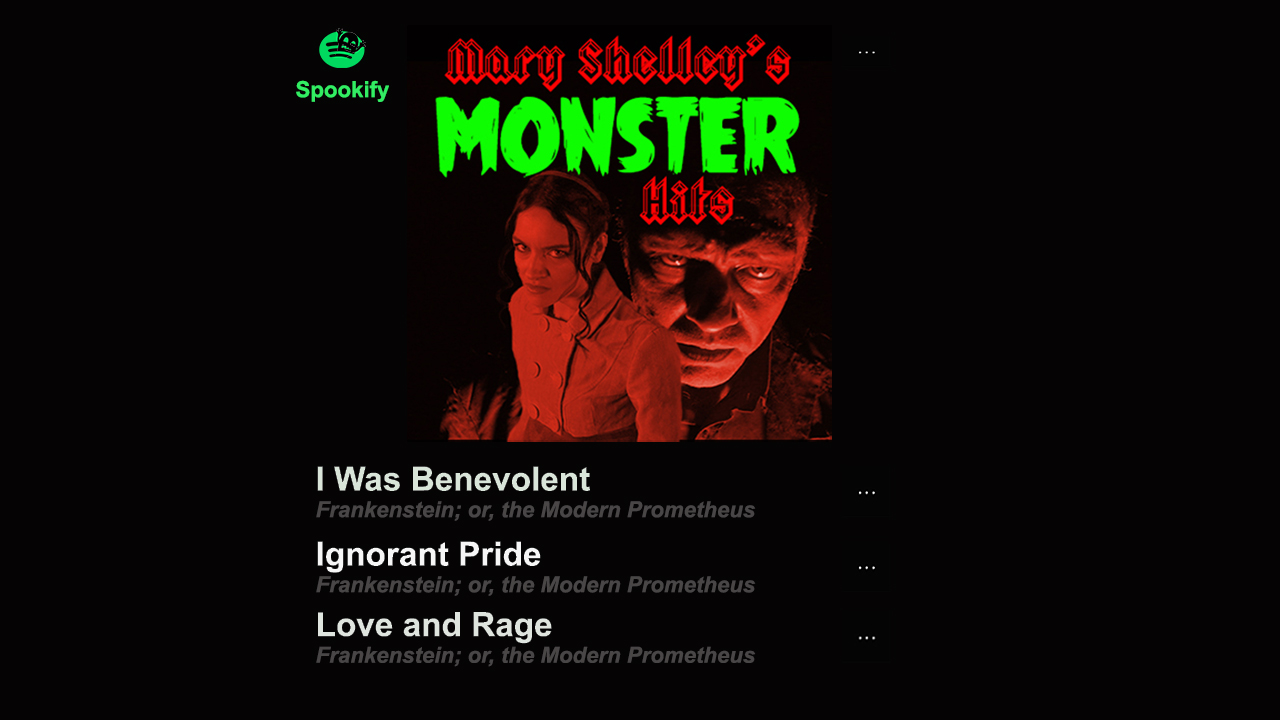 Spookify
Mary Shelley's
MONSTER
Hits
...
I Was Benevolent
Frankenstein; or, the Modern Prometheus
...
Ignorant Pride
Frankenstein; or, the Modern Prometheus
...
Love and Rage
Frankenstein; or, the Modern Prometheus
...